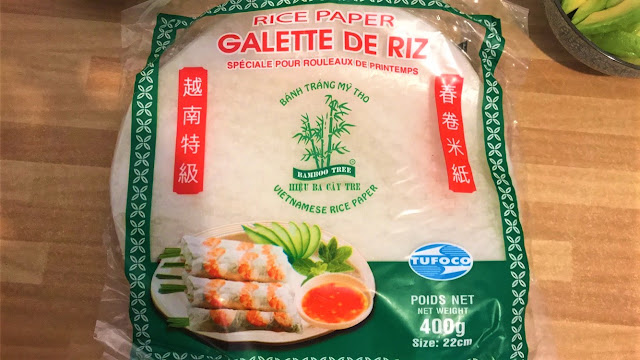 RICE PAPER
GALETTE DE RIZ
SPÉCIALE POUR ROULEAUX DE PRINTEMPS
越南特級
BÁNH TRÁNG MỸ THO
BAMBOO TREE
HIỆU BA CÂY TRE
VIETNAMESE RICE PAPER
春卷米紙
TUFOCO
POIDS NET
NET WEIGHT
400g
Size: 22cm